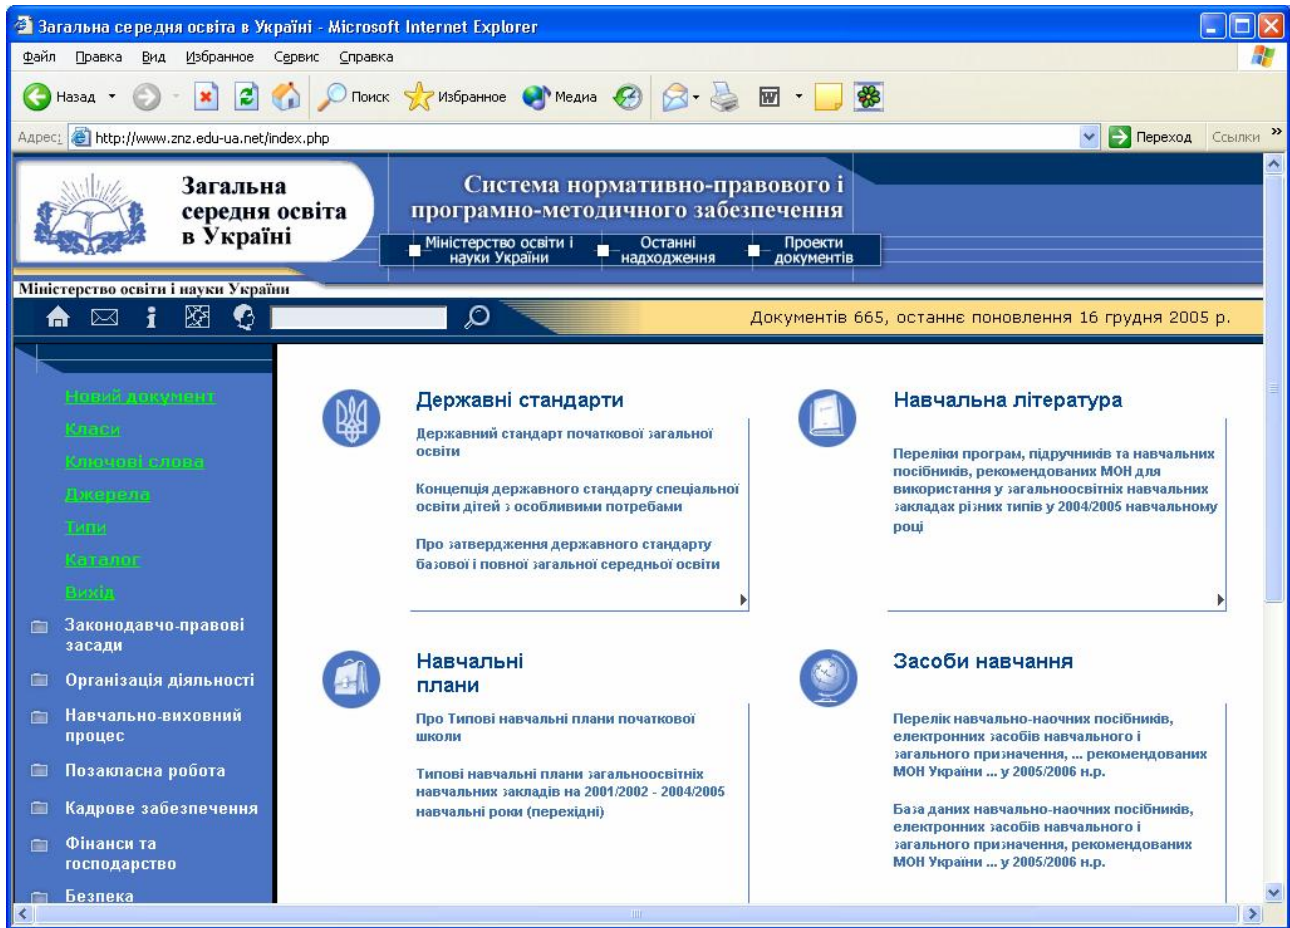 Загальна середня освіта в Україні - Microsoft Internet Explorer
Файл Правка Вид Избранное Сервис Справка
Назад Поиск Избранное Медиа
Адрес: http://www.znz.edu-ua.net/index.php Переход Ссылки
Загальна
середня освіта
в Україні
Система нормативно-правового і
програмно-методичного забезпечення
Міністерство освіти і
науки України
Останні
надходження
Проекти
документів
Міністерство освіти і науки України
Документів 665, останнє поновлення 16 грудня 2005 р.
Новий документ
Класи
Ключові слова
Джерела
Типи
Каталог
Вихід
Законодавчо-правові
засади
Організація діяльності
Навчально-виховний
процес
Позакласна робота
Кадрове забезпечення
Фінанси та
господарство
Безпека
Державні стандарти
Державний стандарт початкової загальної
освіти
Концепція державного стандарту спеціальної
освіти дітей з особливими потребами
Про затвердження державного стандарту
базової і повної загальної середньої освіти
Навчальна література
Переліки програм, підручників та навчальних
посібників, рекомендованих МОН для
використання у загальноосвітніх навчальних
закладах різних типів у 2004/2005 навчальному
році
Навчальні
плани
Про Типові навчальні плани початкової
школи
Типові навчальні плани загальноосвітніх
навчальних закладів на 2001/2002 - 2004/2005
навчальні роки (перехідні)
Засоби навчання
Перелік навчально-наочних посібників,
електронних засобів навчального і
загального призначення, ... рекомендованих
МОН України ... у 2005/2006 н.р.
База даних навчально-наочних посібників,
електронних засобів навчального і
загального призначення, рекомендованих
МОН України ... у 2005/2006 н.р.